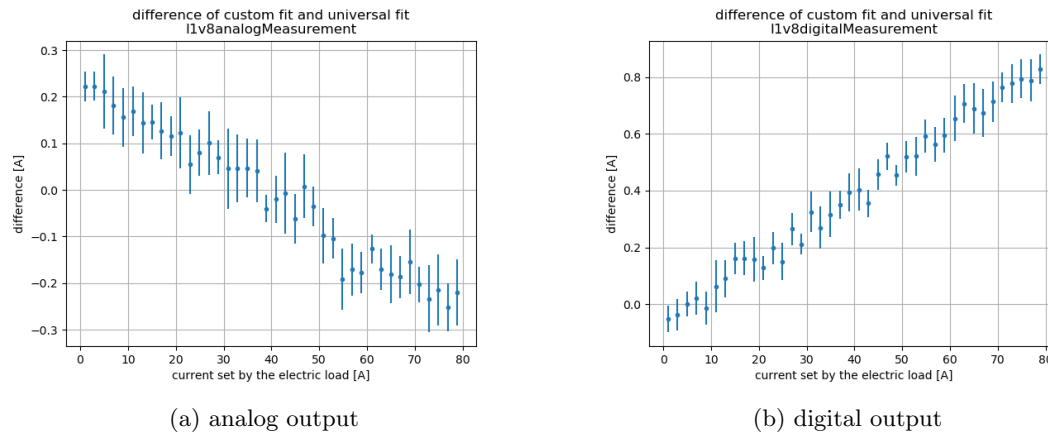 difference of custom fit and universal fit
l1v8analogMeasurement
difference [A]
0.3
0.2
0.1
0.0
−0.1
−0.2
−0.3
0 10 20 30 40 50 60 70 80
current set by the electric load [A]
(a) analog output
difference of custom fit and universal fit
l1v8digitalMeasurement
difference [A]
0.8
0.6
0.4
0.2
0.0
0 10 20 30 40 50 60 70 80
current set by the electric load [A]
(b) digital output